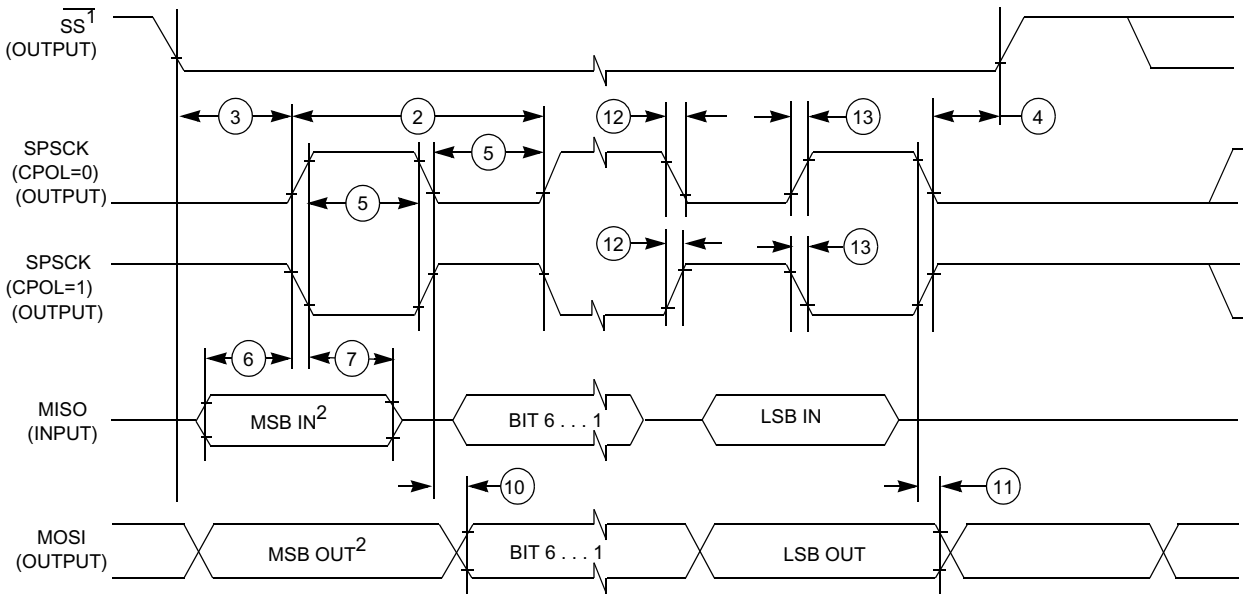 SS1
(OUTPUT)
3
2
12
13
4
SPSCK
(CPOL=0)
(OUTPUT)
5
5
12
13
SPSCK
(CPOL=1)
(OUTPUT)
6
7
MISO
(INPUT)
MSB IN2
BIT 6 . . . 1
LSB IN
10
11
MOSI
(OUTPUT)
MSB OUT2
BIT 6 . . . 1
LSB OUT